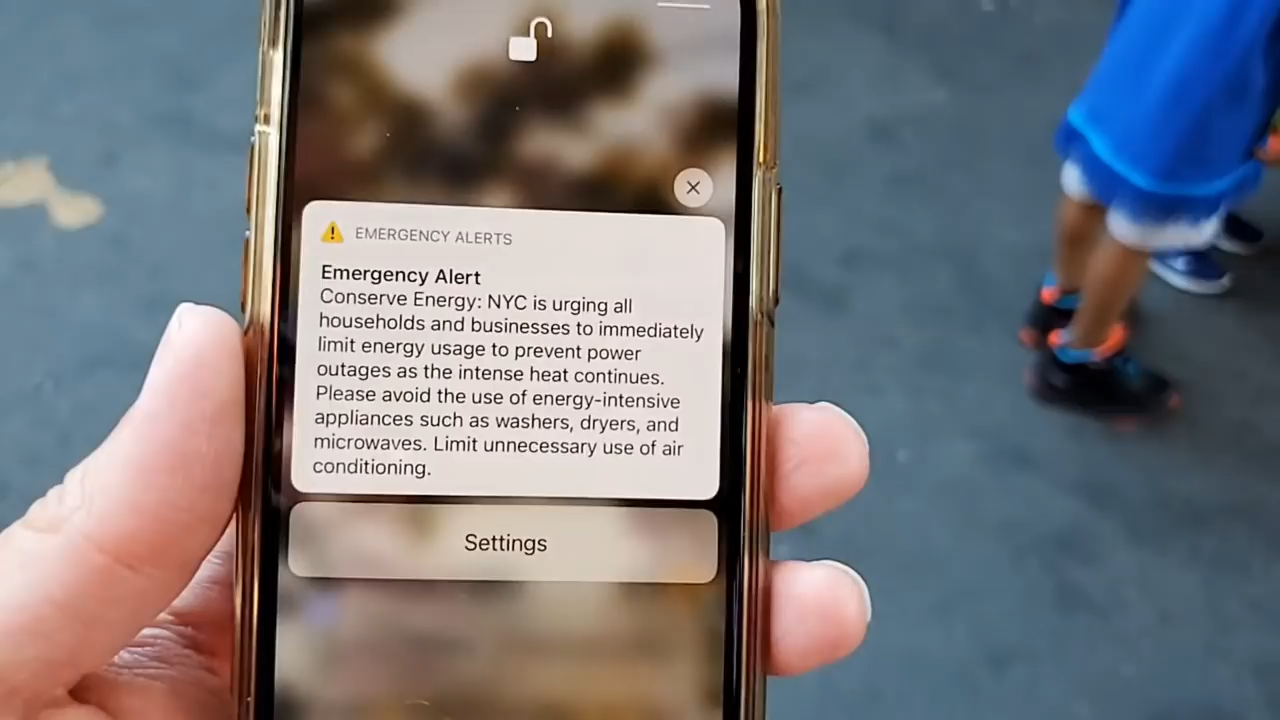 EMERGENCY ALERTS
Emergency Alert
Conserve Energy: NYC is urging all
households and businesses to immediately
limit energy usage to prevent power
outages as the intense heat continues.
Please avoid the use of energy-intensive
appliances such as washers, dryers, and
microwaves. Limit unnecessary use of air
conditioning.
Settings